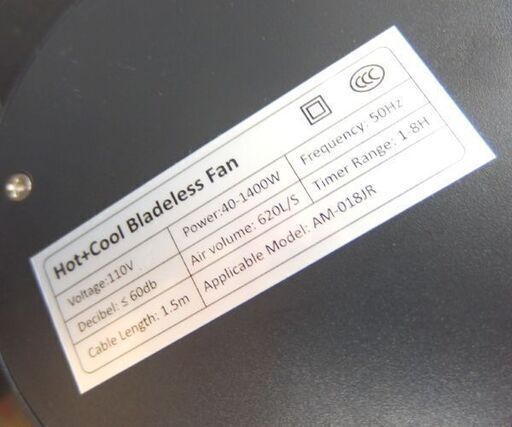 Hot+Cool Bladeless Fan
CCC
Voltage:110V Power:40-1400W Frequency: 50Hz
Decibel: ≤ 60db Air volume: 620L/S Timer Range: 1-8H
Cable Length: 1.5m Applicable Model: AM-018JR